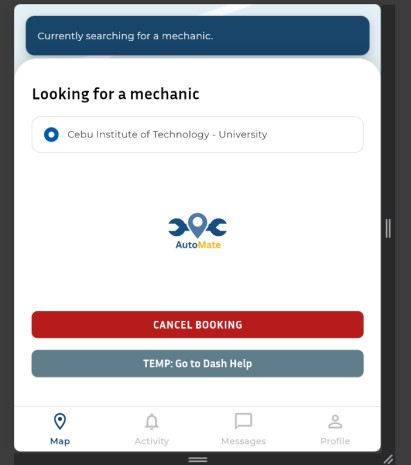 Currently searching for a mechanic.
Looking for a mechanic
Cebu Institute of Technology - University
AutoMate
CANCEL BOOKING
TEMP: Go to Dash Help
Map Activity Messages Profile